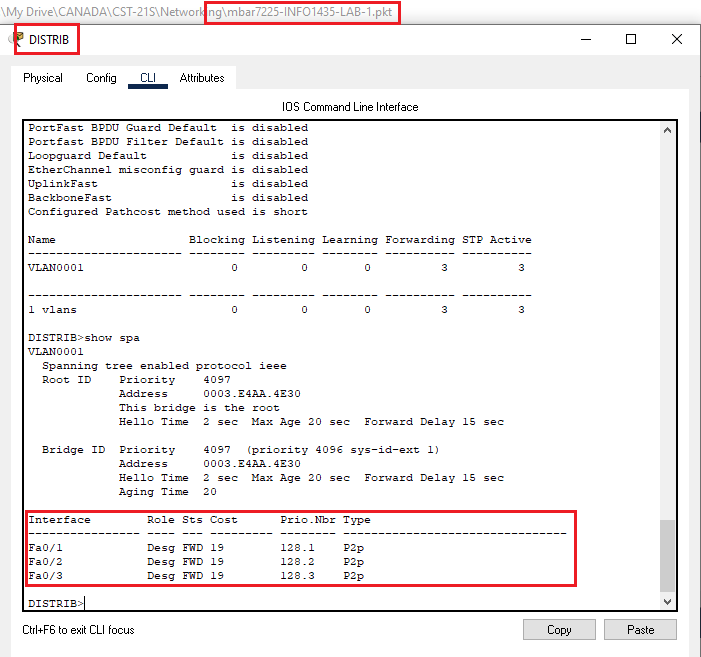 \My Drive\CANADA\CST-21S\Networking\mbar7225-INFO1435-LAB-1.pkt
DISTRIB
Physical Config CLI Attributes
IOS Command Line Interface
PortFast BPDU Guard Default  is disabled
Portfast BPDU Filter Default is disabled
Loopguard Default            is disabled
EtherChannel misconfig guard is disabled
UplinkFast                   is disabled
BackboneFast                 is disabled
Configured Pathcost method used is short
Name                   Blocking Listening Learning Forwarding STP Active
---------------------- -------- --------- -------- ---------- ----------
VLAN0001                     0         0        0          3          3
---------------------- -------- --------- -------- ---------- ----------
1 vlans                      0         0        0          3          3
DISTRIB>show spa
VLAN0001
  Spanning tree enabled protocol ieee
  Root ID    Priority    4097
             Address     0003.E4AA.4E30
             This bridge is the root
             Hello Time  2 sec  Max Age 20 sec  Forward Delay 15 sec
  Bridge ID  Priority    4097  (priority 4096 sys-id-ext 1)
             Address     0003.E4AA.4E30
             Hello Time  2 sec  Max Age 20 sec  Forward Delay 15 sec
             Aging Time  20
Interface        Role Sts Cost      Prio.Nbr Type
---------------- ---- --- --------- -------- --------------------------------
Fa0/1            Desg FWD 19        128.1    P2p
Fa0/2            Desg FWD 19        128.2    P2p
Fa0/3            Desg FWD 19        128.3    P2p
DISTRIB>
Ctrl+F6 to exit CLI focus
Copy Paste